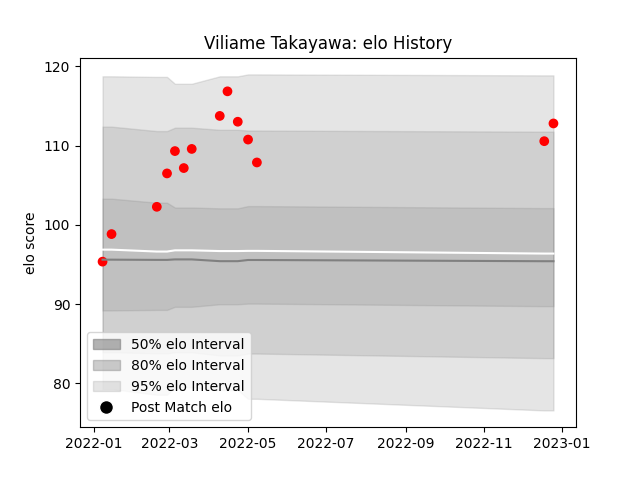 Viliame Takayawa: elo History
elo score
120
110
100
90
80
50% elo Interval
80% elo Interval
95% elo Interval
Post Match elo
2022-01
2022-03
2022-05
2022-07
2022-09
2022-11
2023-01